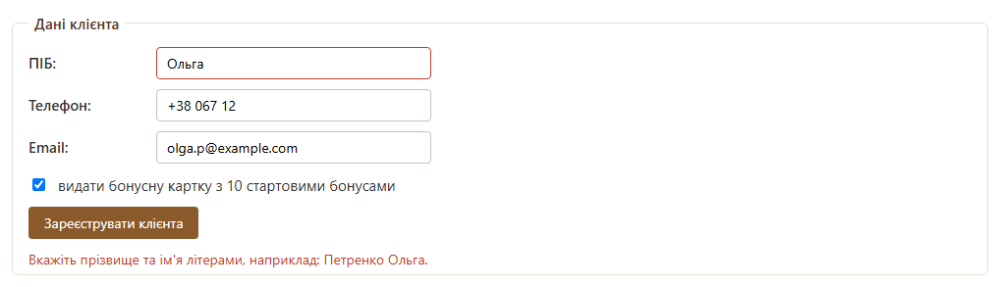 Дані клієнта
ПІБ: Ольга
Телефон: +38 067 12
Email: olga.p@example.com
видати бонусну картку з 10 стартовими бонусами
Зареєструвати клієнта
Вкажіть прізвище та ім'я літерами, наприклад: Петренко Ольга.